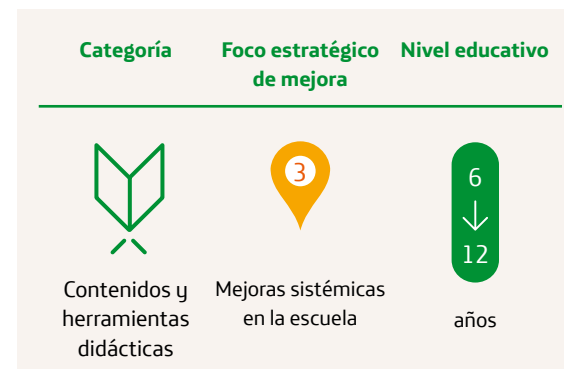 Categoría
Foco estratégico
de mejora
Nivel educativo
3
6
12
Contenidos y
herramientas
didácticas
Mejoras sistémicas
en la escuela
años